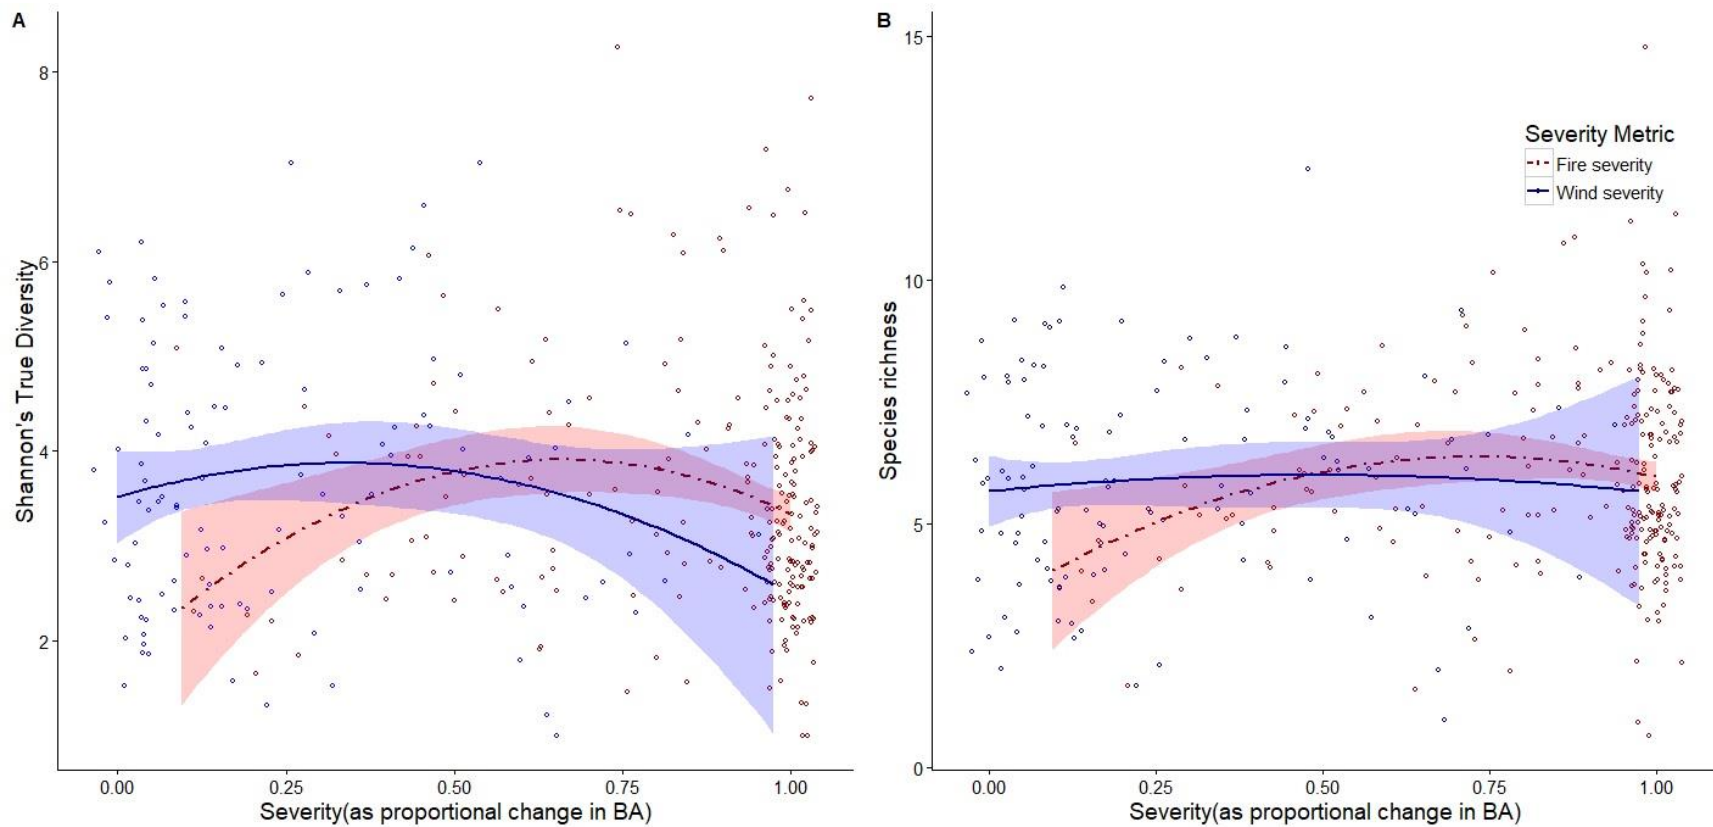 A
8
6
4
2
Shannon's True Diversity
0.00 0.25 0.50 0.75 1.00
Severity(as proportional change in BA)
B
15
10
5
0
Species richness
Severity Metric
Fire severity
Wind severity
0.00 0.25 0.50 0.75 1.00
Severity(as proportional change in BA)